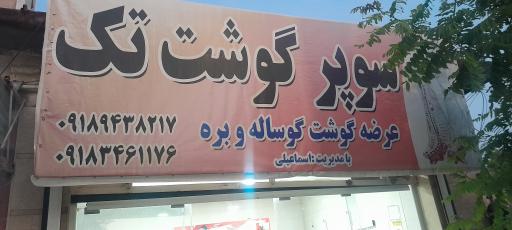 سوپر گوشت تک
عرضه گوشت گوساله و بره
با مدیریت : اسماعیلی
۰۹۱۸۹۴۳۸۲۱۷
۰۹۱۸۳۴۶۱۱۷۶